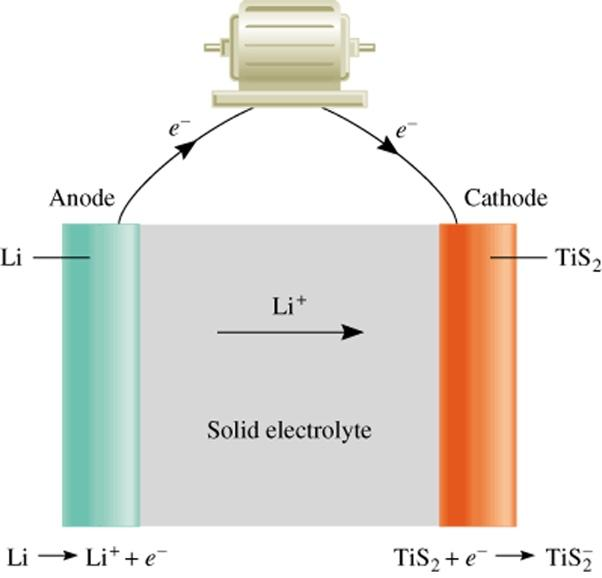 e⁻
e⁻
Anode
Cathode
Li
TiS₂
Li⁺
Solid electrolyte
Li → Li⁺ + e⁻
TiS₂ + e⁻ → TiS₂⁻